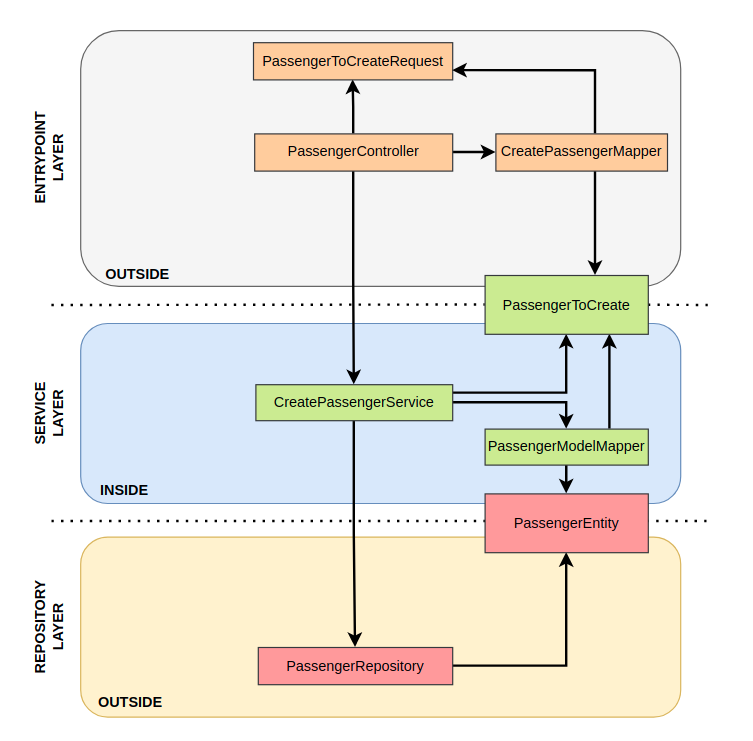 PassengerToCreateRequest
PassengerController
CreatePassengerMapper
ENTRYPOINT
LAYER
OUTSIDE
PassengerToCreate
CreatePassengerService
SERVICE
LAYER
PassengerModelMapper
INSIDE
PassengerEntity
REPOSITORY
LAYER
PassengerRepository
OUTSIDE